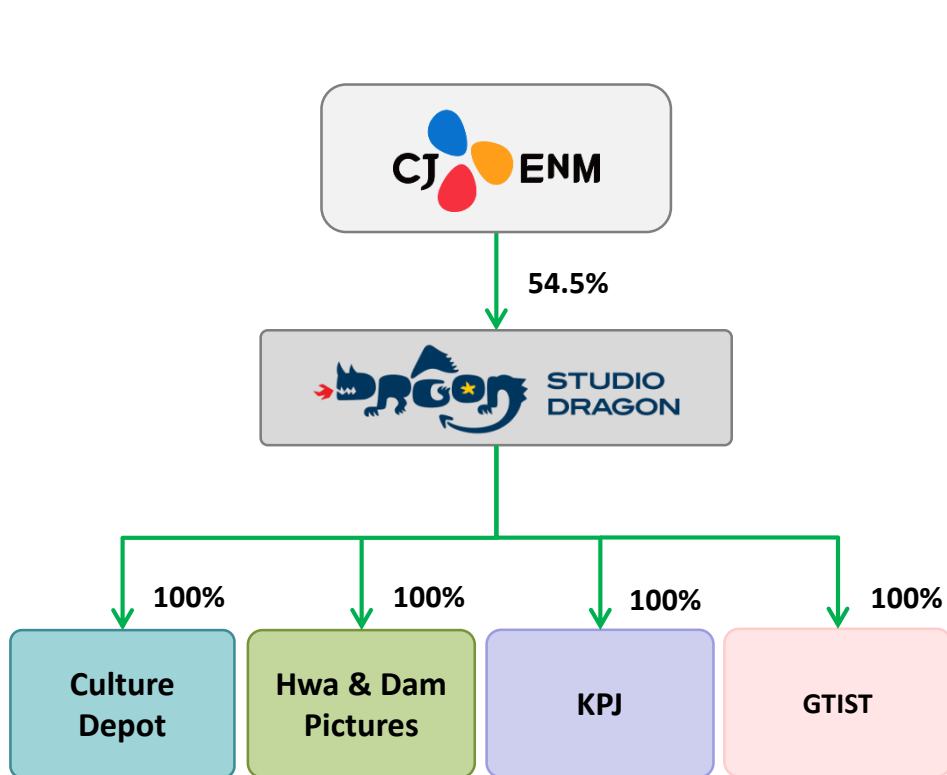 CJ ENM
54.5%
DRAGON
STUDIO
DRAGON
100%
100%
100%
100%
Culture
Depot
Hwa & Dam
Pictures
KPJ
GTIST